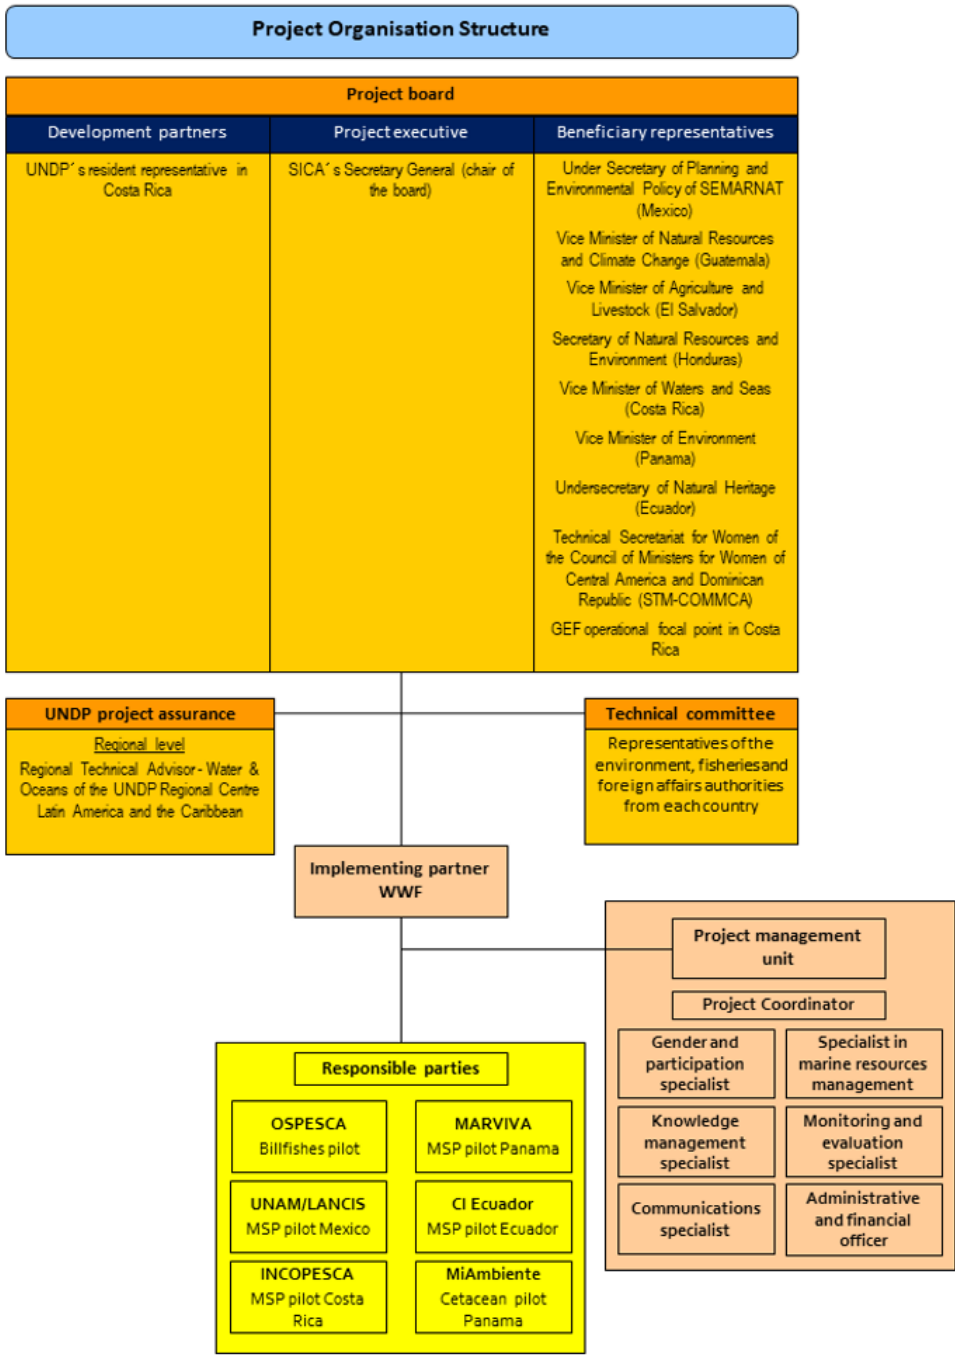 Project Organisation Structure
Project board
Development partners
Project executive
Beneficiary representatives
UNDP´s resident representative in
Costa Rica
SICA´s Secretary General (chair of
the board)
Under Secretary of Planning and
Environmental Policy of SEMARNAT
(Mexico)
Vice Minister of Natural Resources
and Climate Change (Guatemala)
Vice Minister of Agriculture and
Livestock (El Salvador)
Secretary of Natural Resources and
Environment (Honduras)
Vice Minister of Waters and Seas
(Costa Rica)
Vice Minister of Environment
(Panama)
Undersecretary of Natural Heritage
(Ecuador)
Technical Secretariat for Women of
the Council of Ministers for Women of
Central America and Dominican
Republic (STM-COMMCA)
GEF operational focal point in Costa
Rica
UNDP project assurance
Regional level
Regional Technical Advisor- Water &
Oceans of the UNDP Regional Centre
Latin America and the Caribbean
Technical committee
Representatives of the
environment, fisheries and
foreign affairs authorities
from each country
Implementing partner
WWF
Project management
unit
Project Coordinator
Gender and
participation
specialist
Specialist in
marine resources
management
Knowledge
management
specialist
Monitoring and
evaluation
specialist
Communications
specialist
Administrative
and financial
officer
Responsible parties
OSPESCA
Billfishes pilot
MARVIVA
MSP pilot Panama
UNAM/LANCIS
MSP pilot Mexico
CI Ecuador
MSP pilot Ecuador
INCOPESCA
MSP pilot Costa
Rica
MiAmbiente
Cetacean pilot
Panama